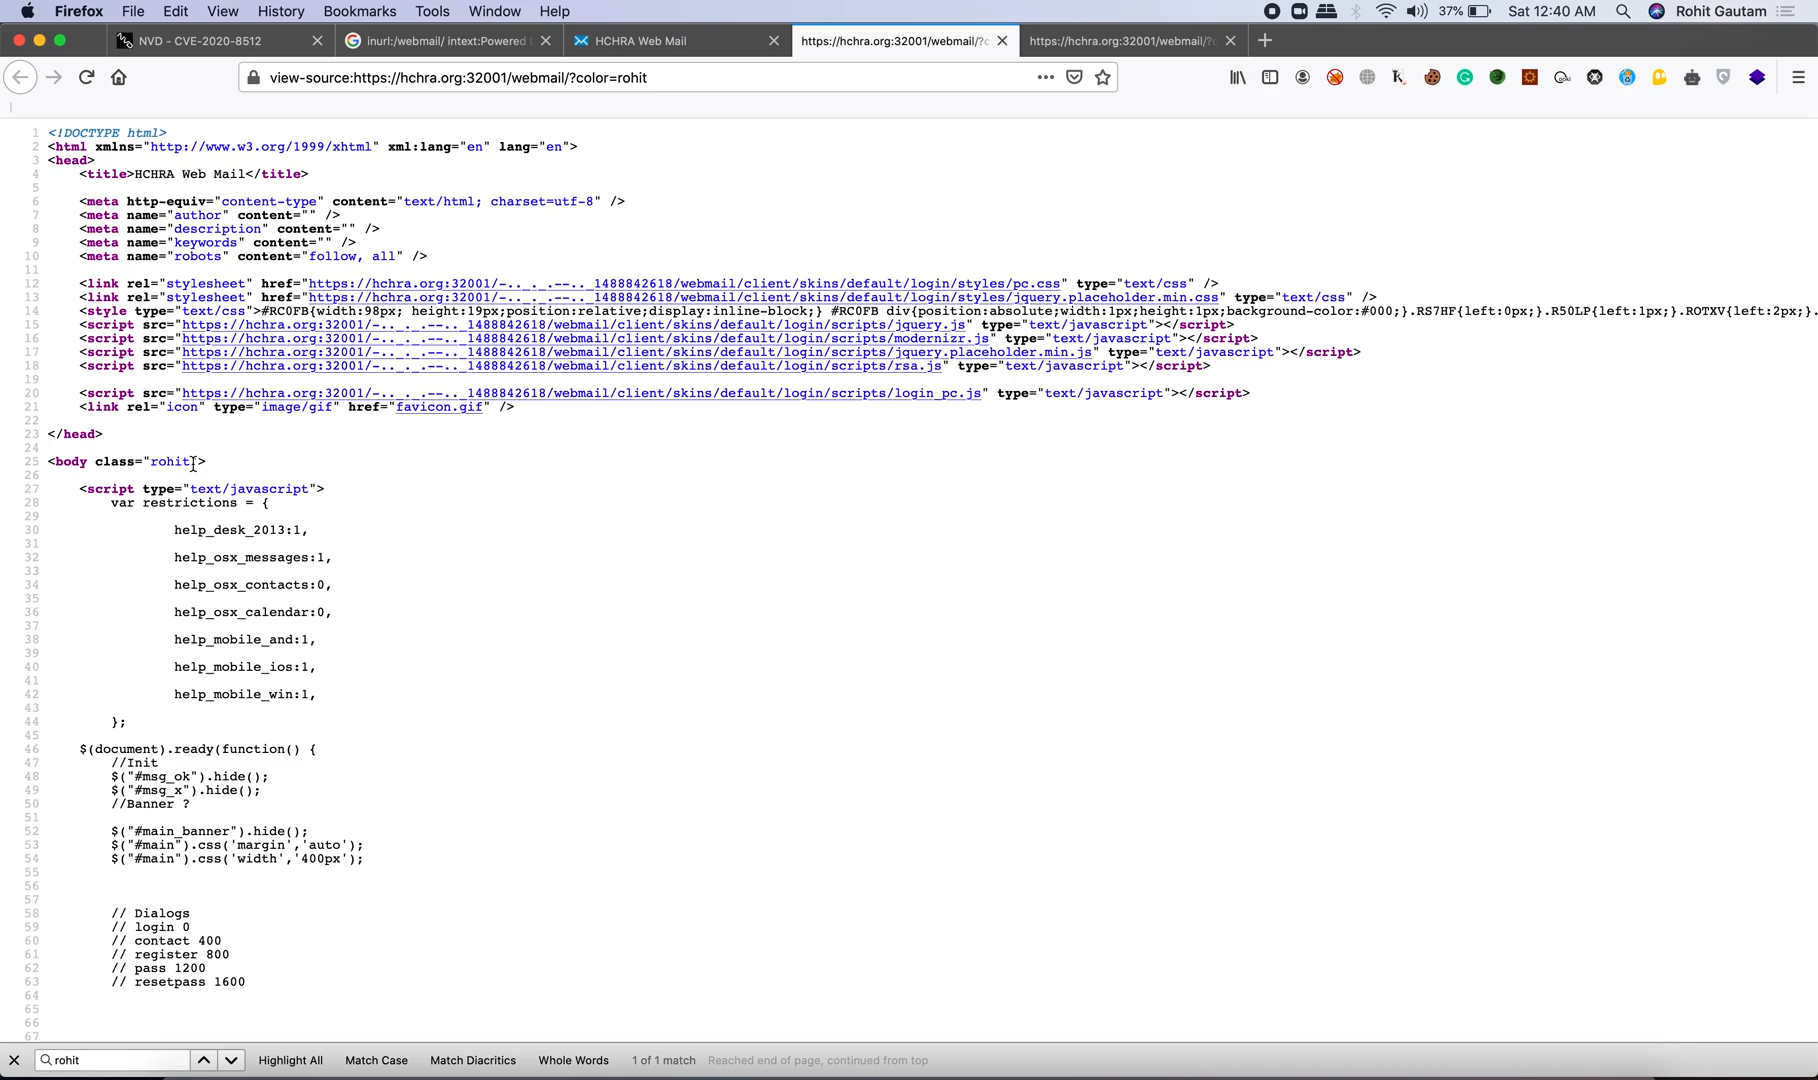 Firefox File Edit View History Bookmarks Tools Window Help 37% Sat 12:40 AM Rohit Gautam
NVD - CVE-2020-8512 inurl:/webmail/ intext:Powered HCHRA Web Mail https://hchra.org:32001/webmail/?c https://hchra.org:32001/webmail/?
view-source:https://hchra.org:32001/webmail/?color=rohit
1 <!DOCTYPE html>
2 <html xmlns="http://www.w3.org/1999/xhtml" xml:lang="en" lang="en">
3 <head>
4 <title>HCHRA Web Mail</title>
5
6 <meta http-equiv="content-type" content="text/html; charset=utf-8" />
7 <meta name="author" content="" />
8 <meta name="description" content="" />
9 <meta name="keywords" content="" />
10 <meta name="robots" content="follow, all" />
11
12 <link rel="stylesheet" href="https://hchra.org:32001/-.._._.--.._1488842618/webmail/client/skins/default/login/styles/pc.css" type="text/css" />
13 <link rel="stylesheet" href="https://hchra.org:32001/-.._._.--.._1488842618/webmail/client/skins/default/login/styles/jquery.placeholder.min.css" type="text/css" />
14 <style type="text/css">#RC0FB{width:98px; height:19px;position:relative;display:inline-block;} #RC0FB div{position:absolute;width:1px;height:1px;background-color:#000;}.RS7HF{left:0px;}.R50LP{left:1px;}.ROTXV{left:2px;}.
15 <script src="https://hchra.org:32001/-.._._.--.._1488842618/webmail/client/skins/default/login/scripts/jquery.js" type="text/javascript"></script>
16 <script src="https://hchra.org:32001/-.._._.--.._1488842618/webmail/client/skins/default/login/scripts/modernizr.js" type="text/javascript"></script>
17 <script src="https://hchra.org:32001/-.._._.--.._1488842618/webmail/client/skins/default/login/scripts/jquery.placeholder.min.js" type="text/javascript"></script>
18 <script src="https://hchra.org:32001/-.._._.--.._1488842618/webmail/client/skins/default/login/scripts/rsa.js" type="text/javascript"></script>
19
20 <script src="https://hchra.org:32001/-.._._.--.._1488842618/webmail/client/skins/default/login/scripts/login_pc.js" type="text/javascript"></script>
21 <link rel="icon" type="image/gif" href="favicon.gif" />
22
23 </head>
24
25 <body class="rohit">
26
27 <script type="text/javascript">
28 var restrictions = {
29
30 help_desk_2013:1,
31
32 help_osx_messages:1,
33
34 help_osx_contacts:0,
35
36 help_osx_calendar:0,
37
38 help_mobile_and:1,
39
40 help_mobile_ios:1,
41
42 help_mobile_win:1,
43
44 };
45
46 $(document).ready(function() {
47 //Init
48 $("#msg_ok").hide();
49 $("#msg_x").hide();
50 //Banner ?
51
52 $("#main_banner").hide();
53 $("#main").css('margin','auto');
54 $("#main").css('width','400px');
55
56
57
58 // Dialogs
59 // login 0
60 // contact 400
61 // register 800
62 // pass 1200
63 // resetpass 1600
64
65
66
67
rohit Highlight All Match Case Match Diacritics Whole Words 1 of 1 match Reached end of page, continued from top